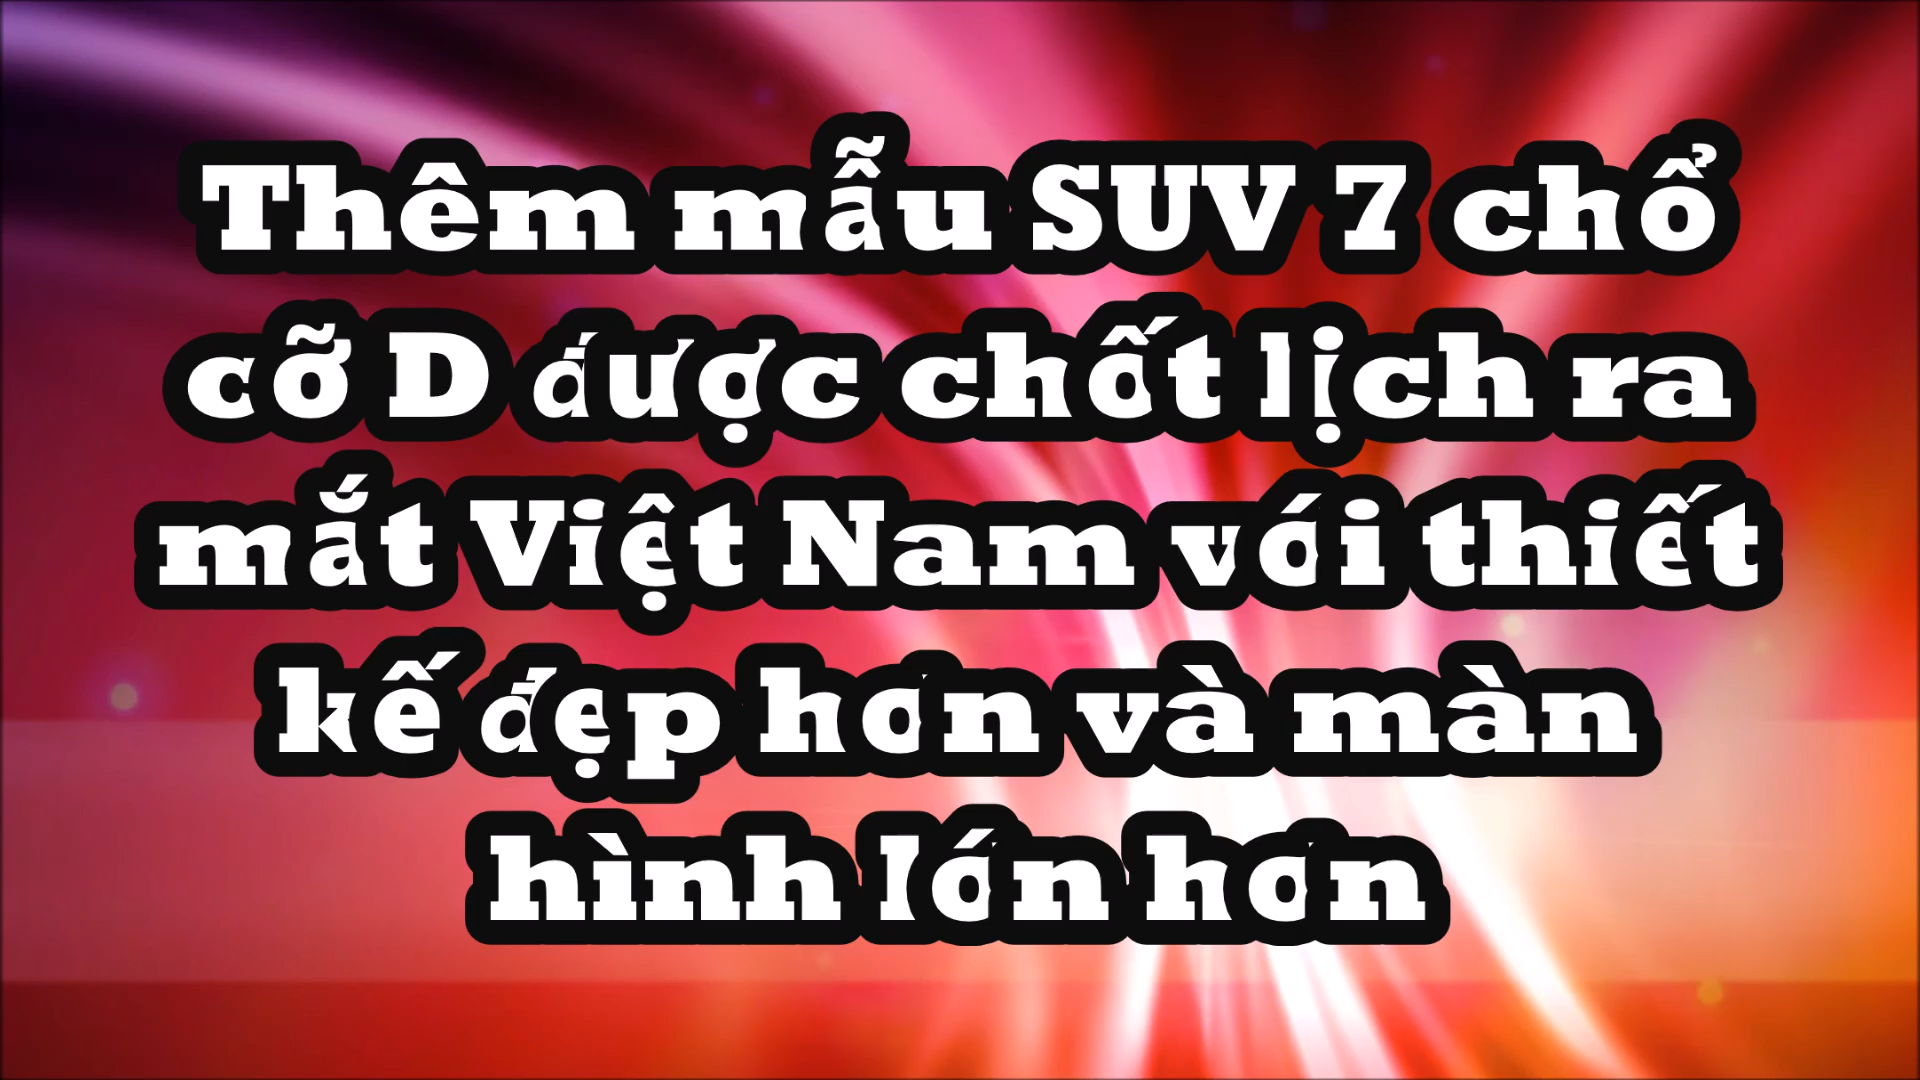 Thêm mẫu SUV 7 chổ
cỡ D được chốt lịch ra
mắt Việt Nam với thiết
kế đẹp hơn và màn
hình lớn hơn